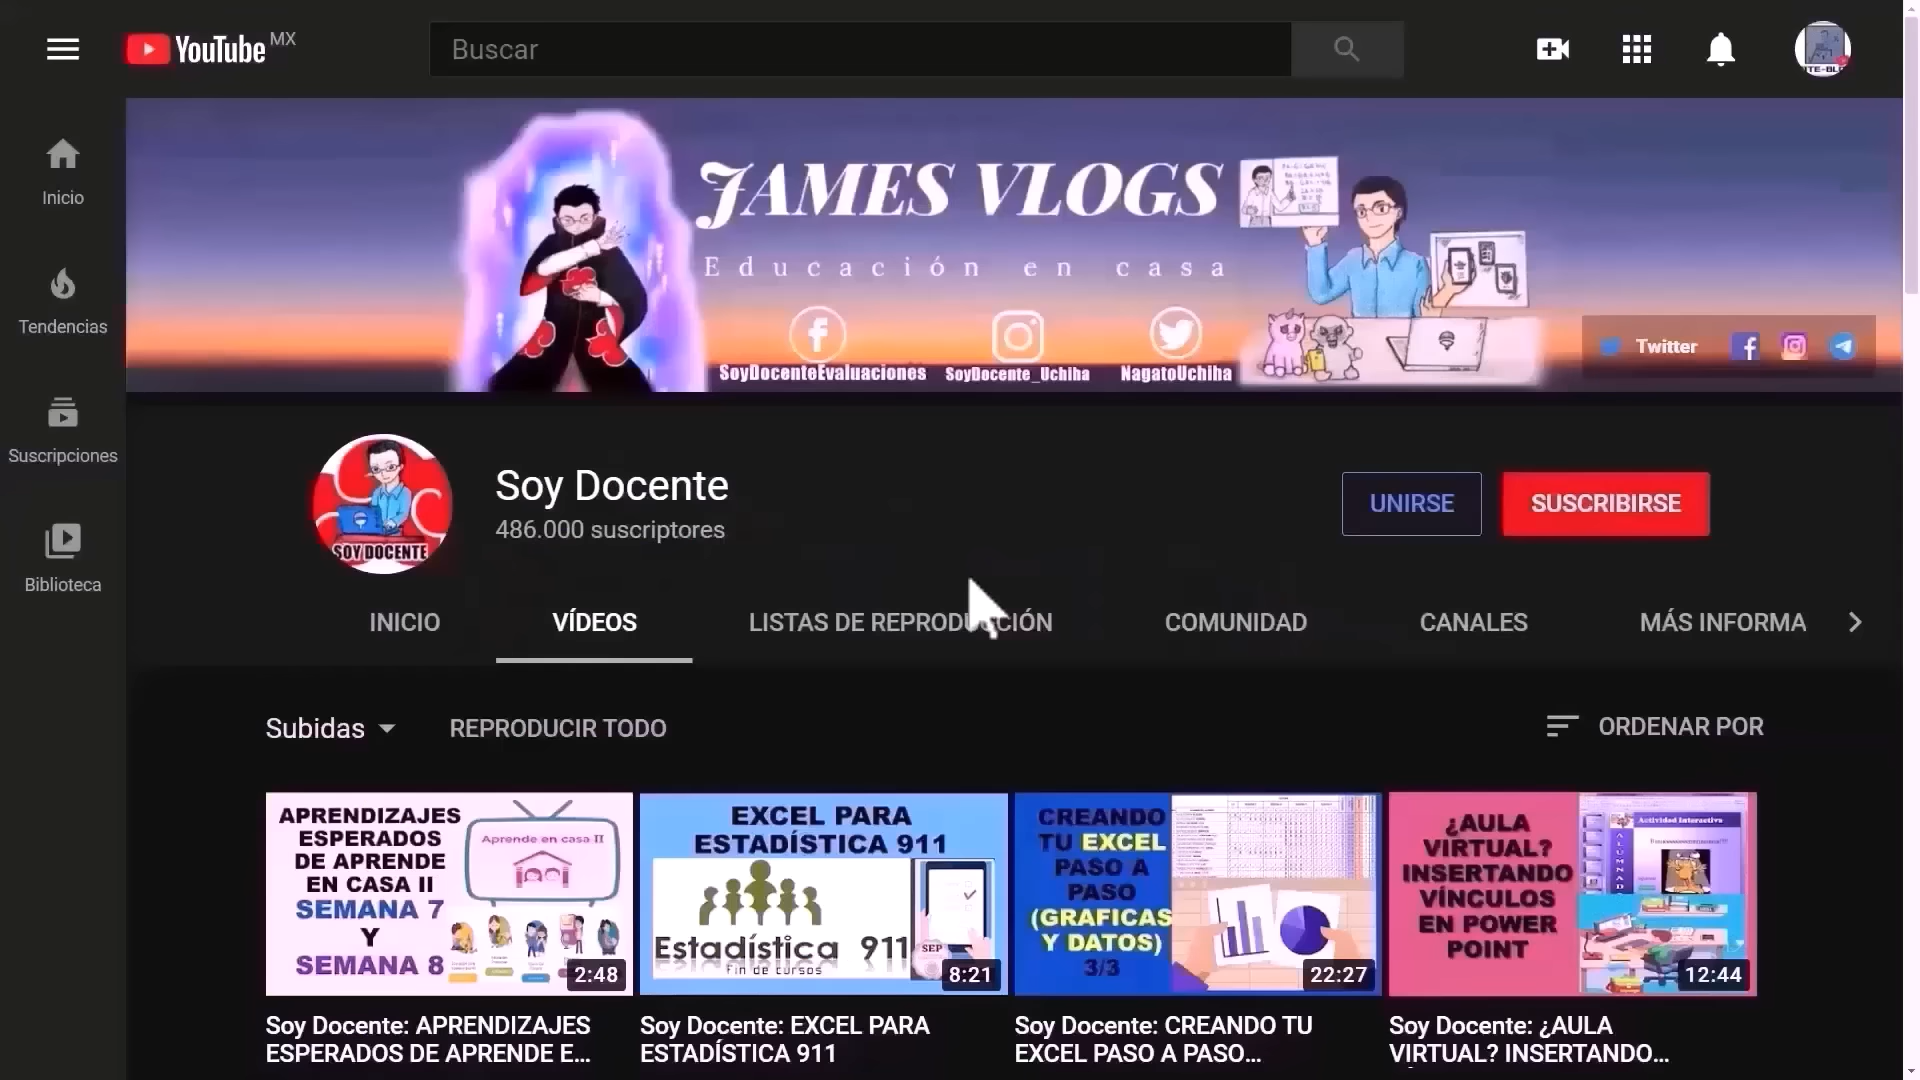 YouTube MX
Buscar
Inicio
Tendencias
Suscripciones
Biblioteca
JAMES VLOGS
Educación en casa
SoyDocenteEvaluaciones
SoyDocente_Uchiha
NagatoUchiha
Twitter
SOY DOCENTE
Soy Docente
486.000 suscriptores
UNIRSE
SUSCRIBIRSE
INICIO
VÍDEOS
LISTAS DE REPRODUCCIÓN
COMUNIDAD
CANALES
MÁS INFORMA
Subidas
REPRODUCIR TODO
ORDENAR POR
APRENDIZAJES
ESPERADOS
DE APRENDE
EN CASA II
SEMANA 7
Y
SEMANA 8
Aprende en casa II
2:48
EXCEL PARA
ESTADÍSTICA 911
Estadística 911
Fin de cursos
SEP
8:21
CREANDO
TU EXCEL
PASO A
PASO
(GRAFICAS
Y DATOS)
3/3
22:27
¿AULA
VIRTUAL?
INSERTANDO
VÍNCULOS
EN POWER
POINT
Actividad Interactiva
12:44
Soy Docente: APRENDIZAJES
ESPERADOS DE APRENDE E...
Soy Docente: EXCEL PARA
ESTADÍSTICA 911
Soy Docente: CREANDO TU
EXCEL PASO A PASO...
Soy Docente: ¿AULA
VIRTUAL? INSERTANDO...